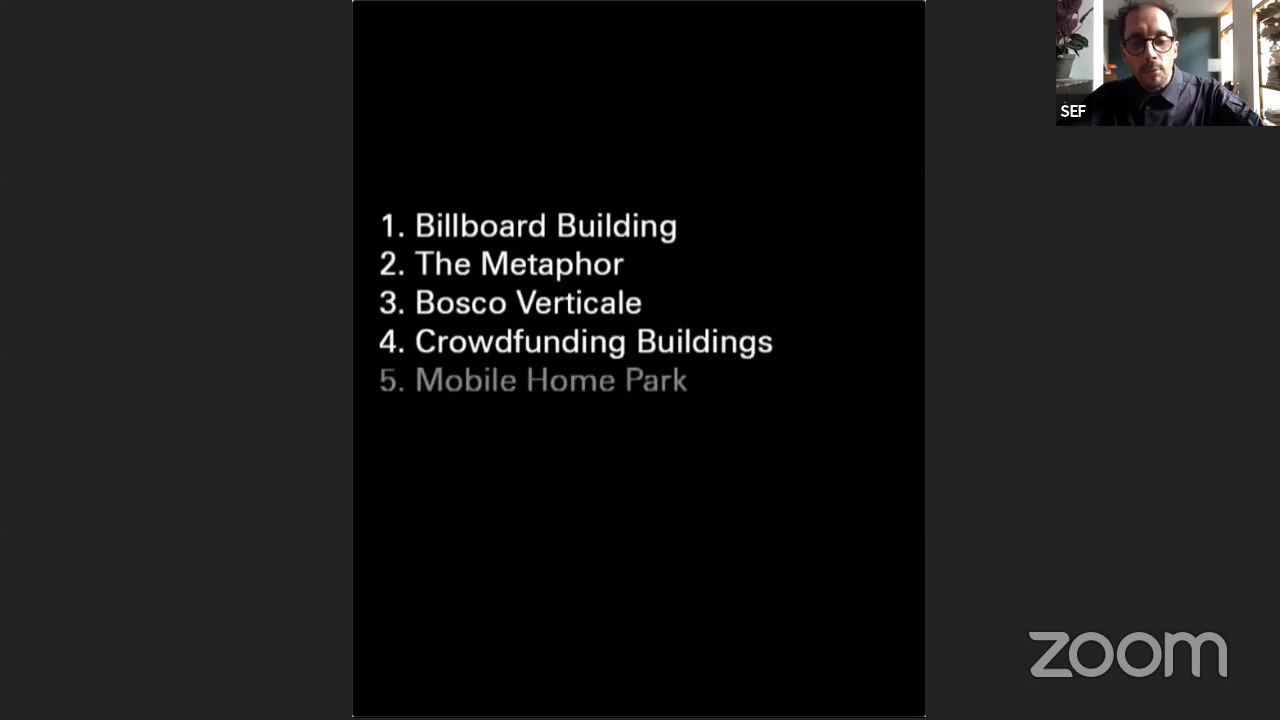 SEF
1. Billboard Building
2. The Metaphor
3. Bosco Verticale
4. Crowdfunding Buildings
5. Mobile Home Park
zoom